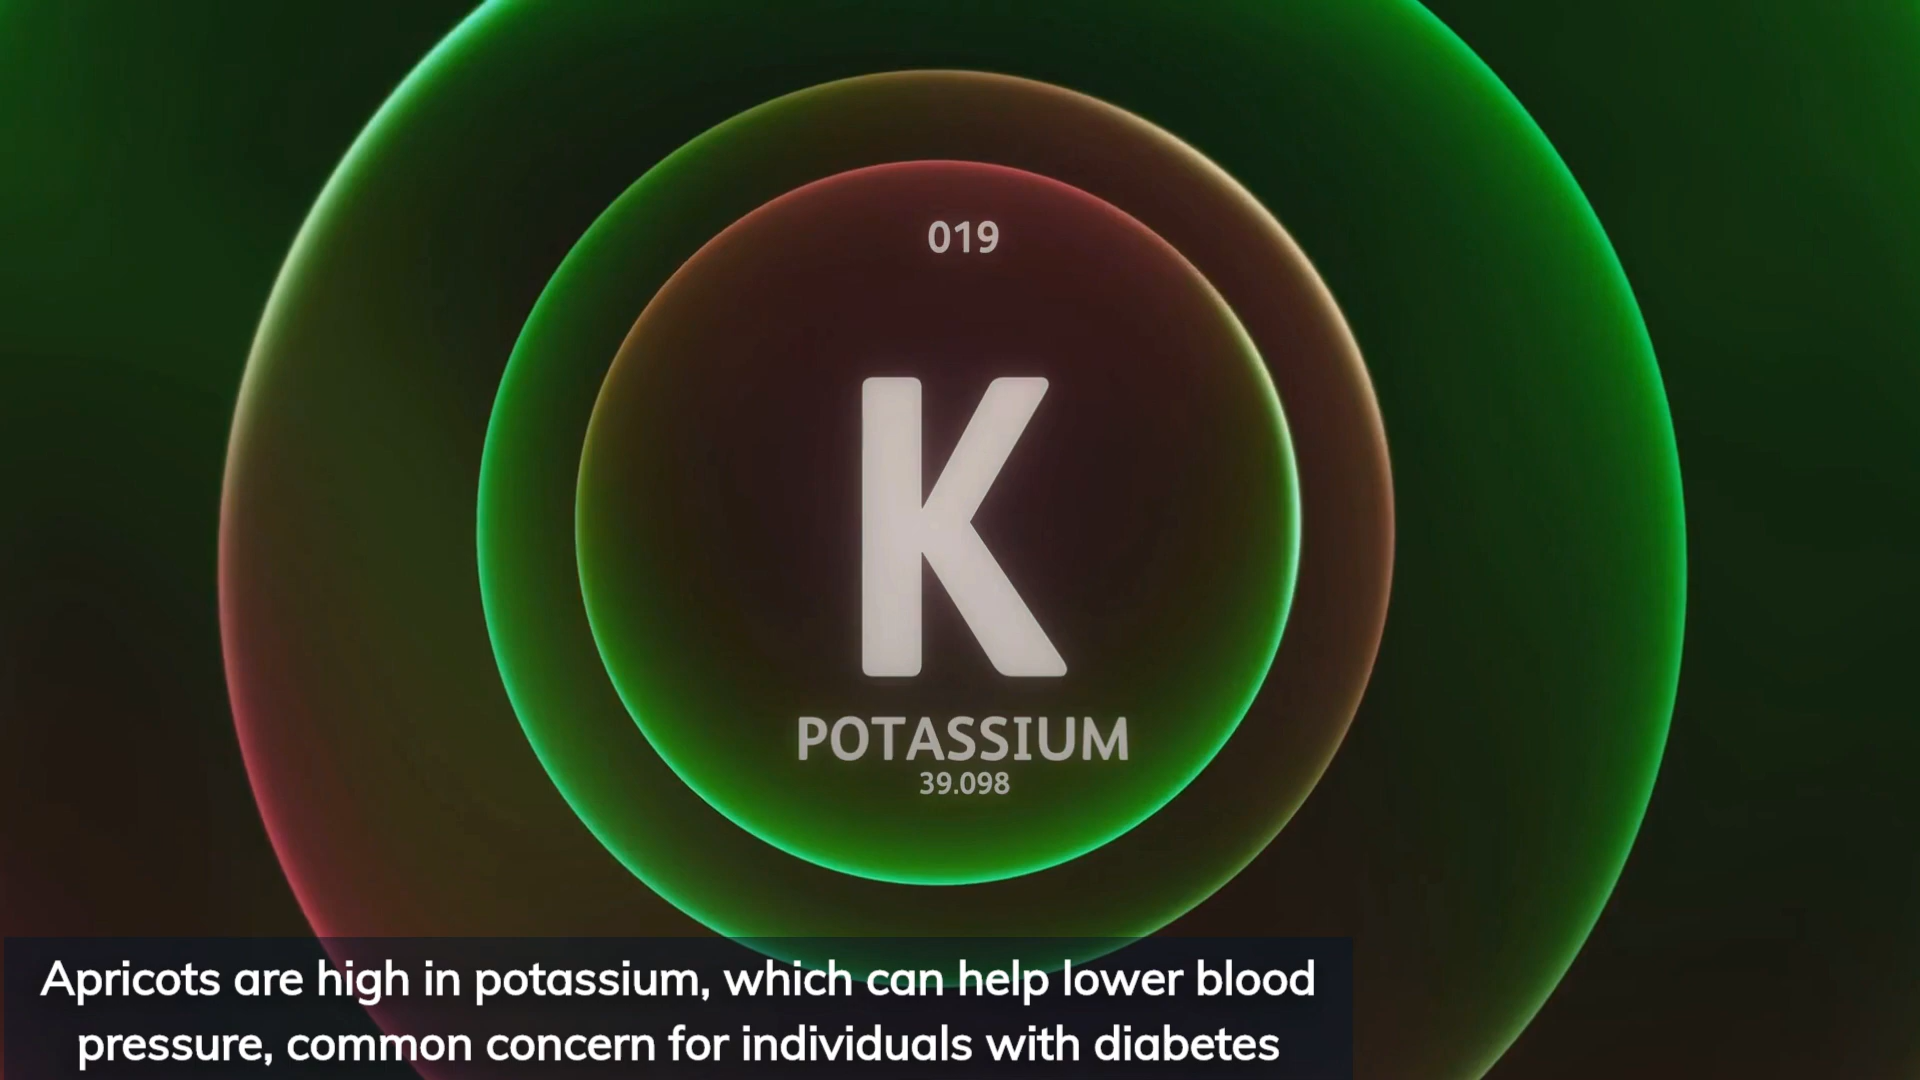 019
K
POTASSIUM
39.098
Apricots are high in potassium, which can help lower blood
pressure, common concern for individuals with diabetes